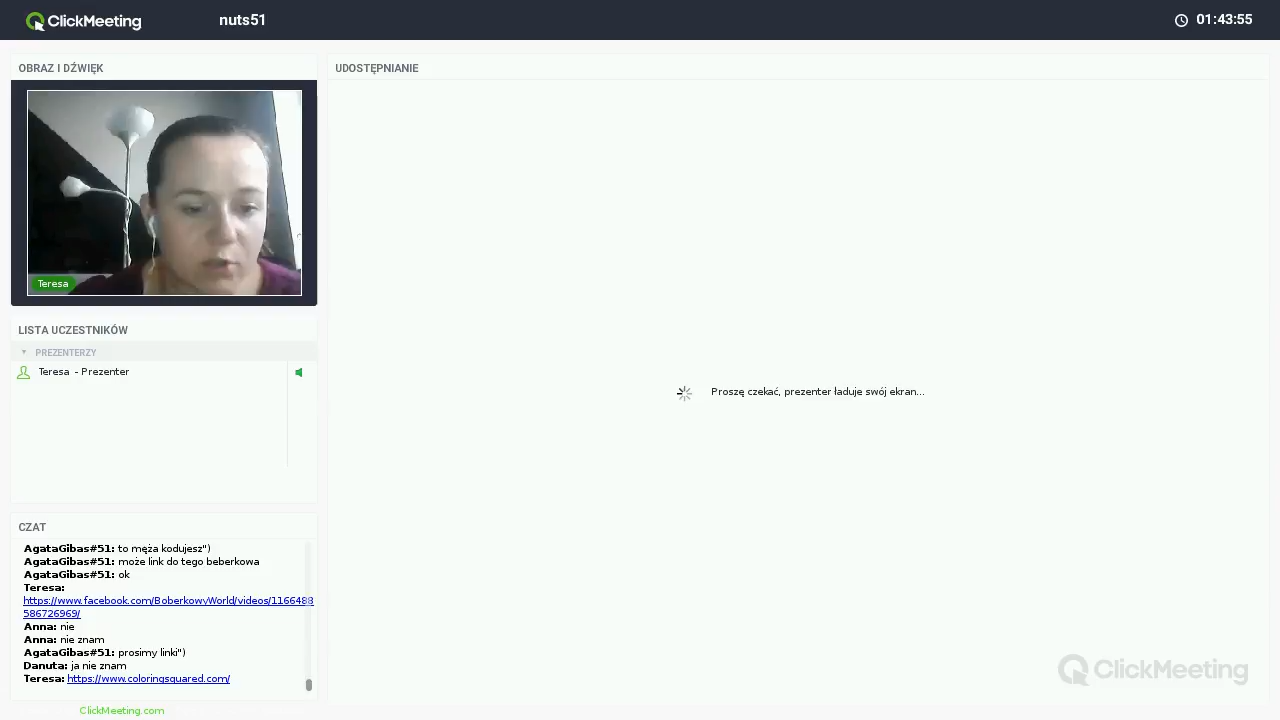 ClickMeeting
nuts51
01:43:55
OBRAZ I DŹWIĘK
Teresa
LISTA UCZESTNIKÓW
PREZENTERZY
Teresa - Prezenter
CZAT
AgataGibas#51: to męża kodujesz")
AgataGibas#51: może link do tego beberkowa
AgataGibas#51: ok
Teresa:
https://www.facebook.com/BoberkowyWorld/videos/1166488
586726969/
Anna: nie
Anna: nie znam
AgataGibas#51: prosimy linki")
Danuta: ja nie znam
Teresa: https://www.coloringsquared.com/
ClickMeeting.com
UDOSTĘPNIANIE
Proszę czekać, prezenter ładuje swój ekran...
ClickMeeting